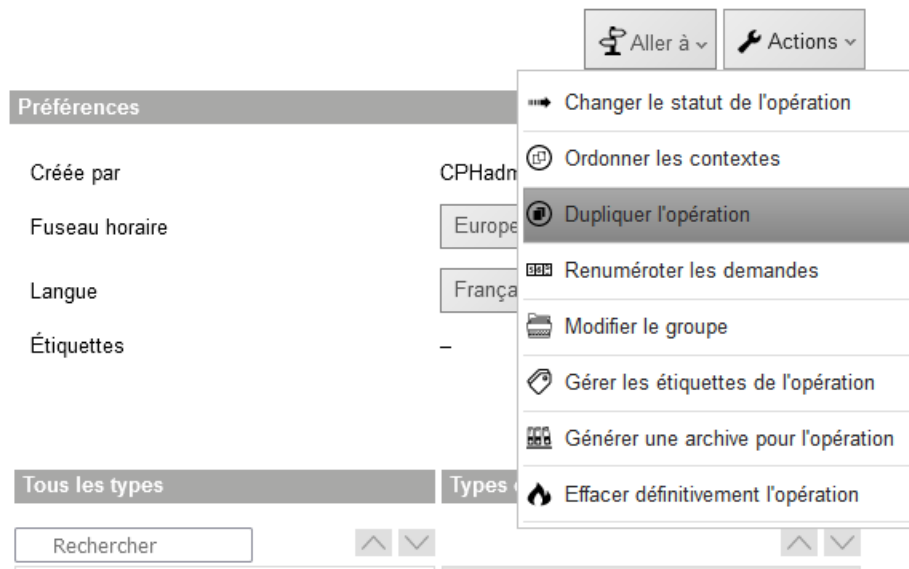 Aller à
Actions
Préférences
Changer le statut de l'opération
Ordonner les contextes
Créée par
CPHadm
Dupliquer l'opération
Fuseau horaire
Europe
Renuméroter les demandes
Langue
França
Modifier le groupe
Étiquettes
–
Gérer les étiquettes de l'opération
Générer une archive pour l'opération
Tous les types
Types
Effacer définitivement l'opération
Rechercher